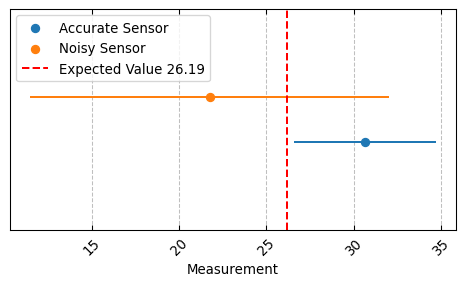 Accurate Sensor
Noisy Sensor
Expected Value 26.19
15
20
25
30
35
Measurement